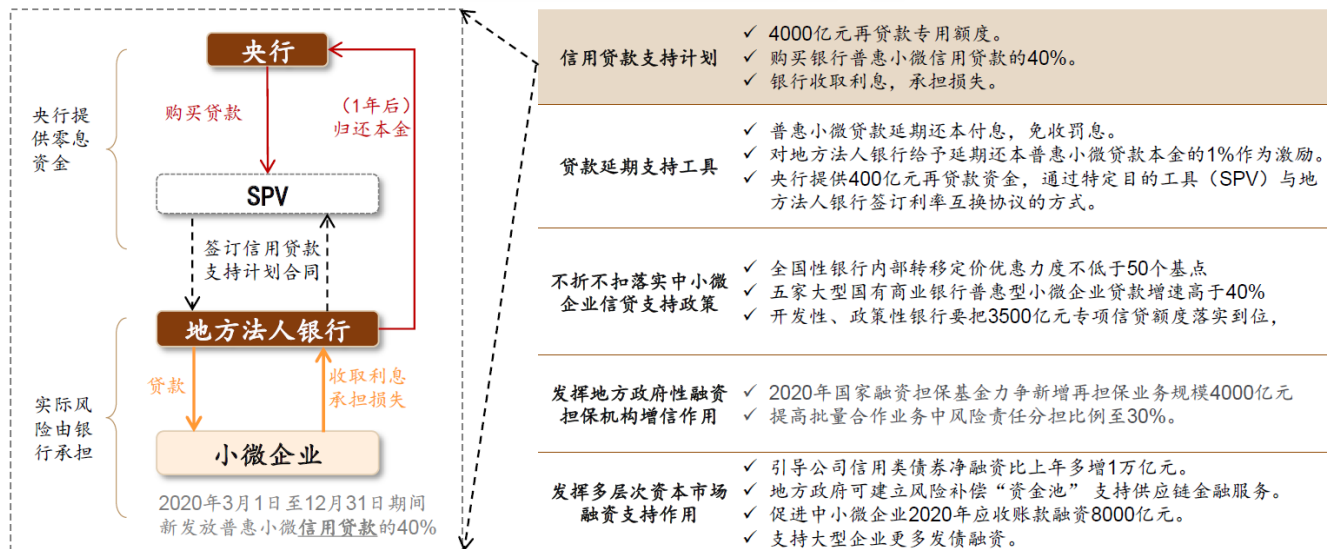 央行
购买贷款
（1年后）
归还本金
央行提
供零息
资金
SPV
签订信用贷款
支持计划合同
地方法人银行
贷款
收取利息
承担损失
实际风
险由银
行承担
小微企业
2020年3月1日至12月31日期间
新发放普惠小微信用贷款的40%
信用贷款支持计划
✓ 4000亿元再贷款专用额度。
✓ 购买银行普惠小微信用贷款的40%。
✓ 银行收取利息，承担损失。
贷款延期支持工具
✓ 普惠小微贷款延期还本付息，免收罚息。
✓ 对地方法人银行给予延期还本普惠小微贷款本金的1%作为激励。
✓ 央行提供400亿元再贷款资金，通过特定目的工具（SPV）与地
方法人银行签订利率互换协议的方式。
不折不扣落实中小微
企业信贷支持政策
✓ 全国性银行内部转移定价优惠力度不低于50个基点
✓ 五家大型国有商业银行普惠型小微企业贷款增速高于40%
✓ 开发性、政策性银行要把3500亿元专项信贷额度落实到位，
发挥地方政府性融资
担保机构增信作用
✓ 2020年国家融资担保基金力争新增再担保业务规模4000亿元
✓ 提高批量合作业务中风险责任分担比例至30%。
发挥多层次资本市场
融资支持作用
✓ 引导公司信用类债券净融资比上年多增1万亿元。
✓ 地方政府可建立风险补偿“资金池” 支持供应链金融服务。
✓ 促进中小微企业2020年应收账款融资8000亿元。
✓ 支持大型企业更多发债融资。